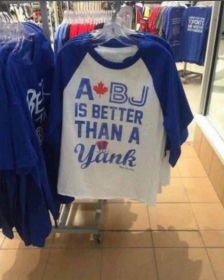 A BJ
IS BETTER
THAN A
Yank